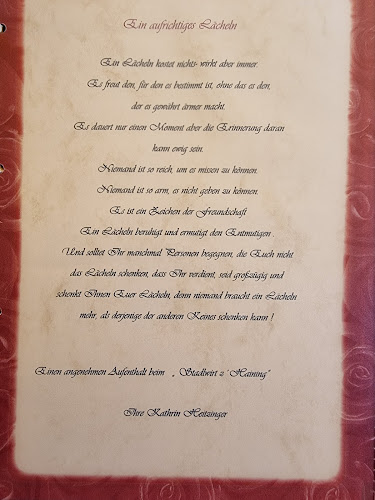 Ein aufrichtiges Lächeln
Ein Lächeln kostet nichts- wirkt aber immer.
Es freut den, für den es bestimmt ist, ohne das es den,
der es gewährt ärmer macht.
Es dauert nur einen Moment aber die Erinnerung daran
kann ewig sein.
Niemand ist so reich, um es missen zu können.
Niemand ist so arm, es nicht geben zu können.
Es ist ein Zeichen der Freundschaft
Ein Lächeln beruhigt und ermutigt den Entmutigen .
Und solltet Ihr manchmal Personen begegnen, die Euch nicht
das Lächeln schenken, dass Ihr verdient, seid großzügig und
schenkt Ihnen Euer Lächeln, denn niemand braucht ein Lächeln
mehr, als derjenige der anderen Keines schenken kann !
Einen angenehmen Aufenthalt beim „ Stadlwirt z´Haining"
Ihre Kathrin Heitzinger